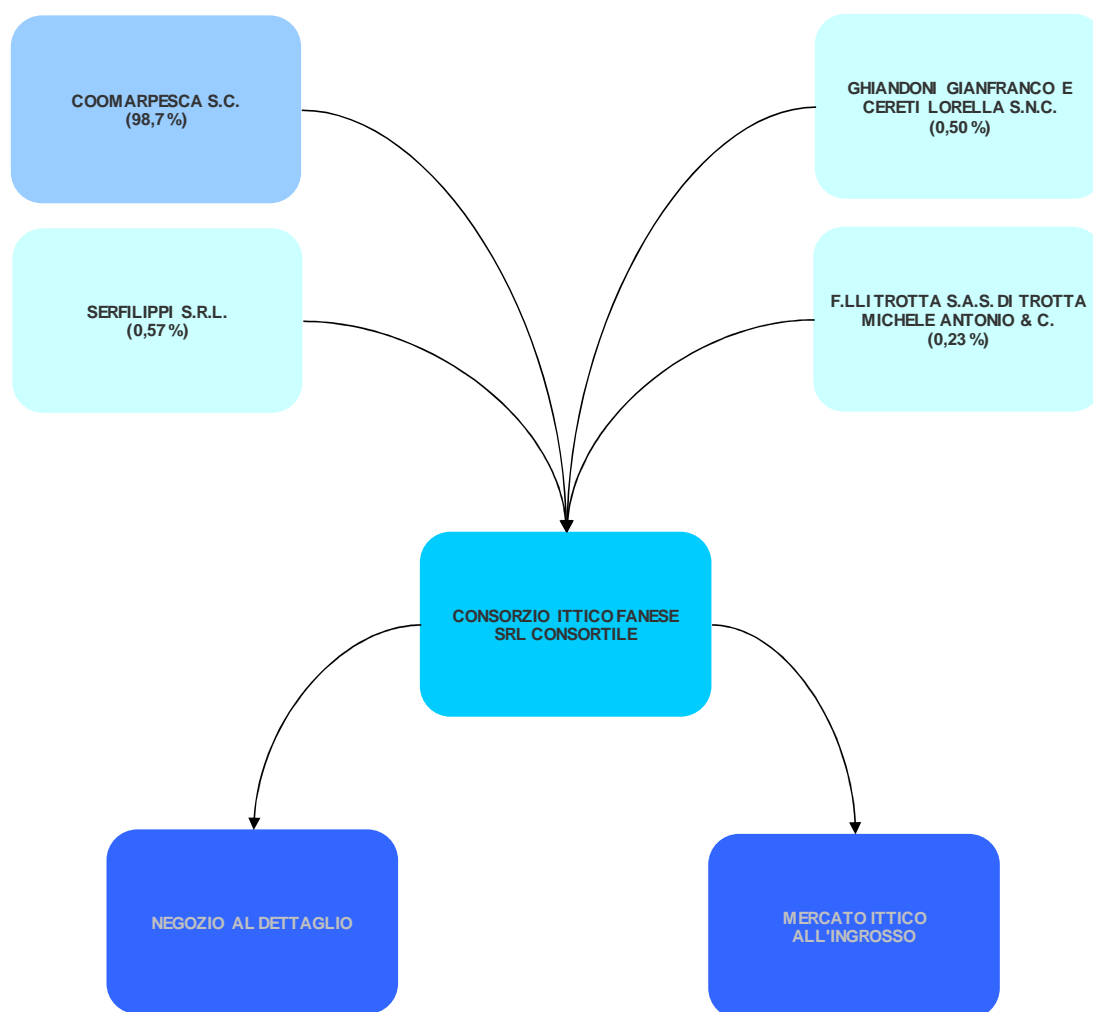 COOMARPESCA S.C.
(98,7%)
GHIANDONI GIANFRANCO E
CERETI LORELLA S.N.C.
(0,50%)
SERFILIPPI S.R.L.
(0,57%)
F.LLI TROTTA S.A.S. DI TROTTA
MICHELE ANTONIO & C.
(0,23%)
CONSORZIO ITTICO FANESE
SRL CONSORTILE
NEGOZIO AL DETTAGLIO
MERCATO ITTICO
ALL'INGROSSO